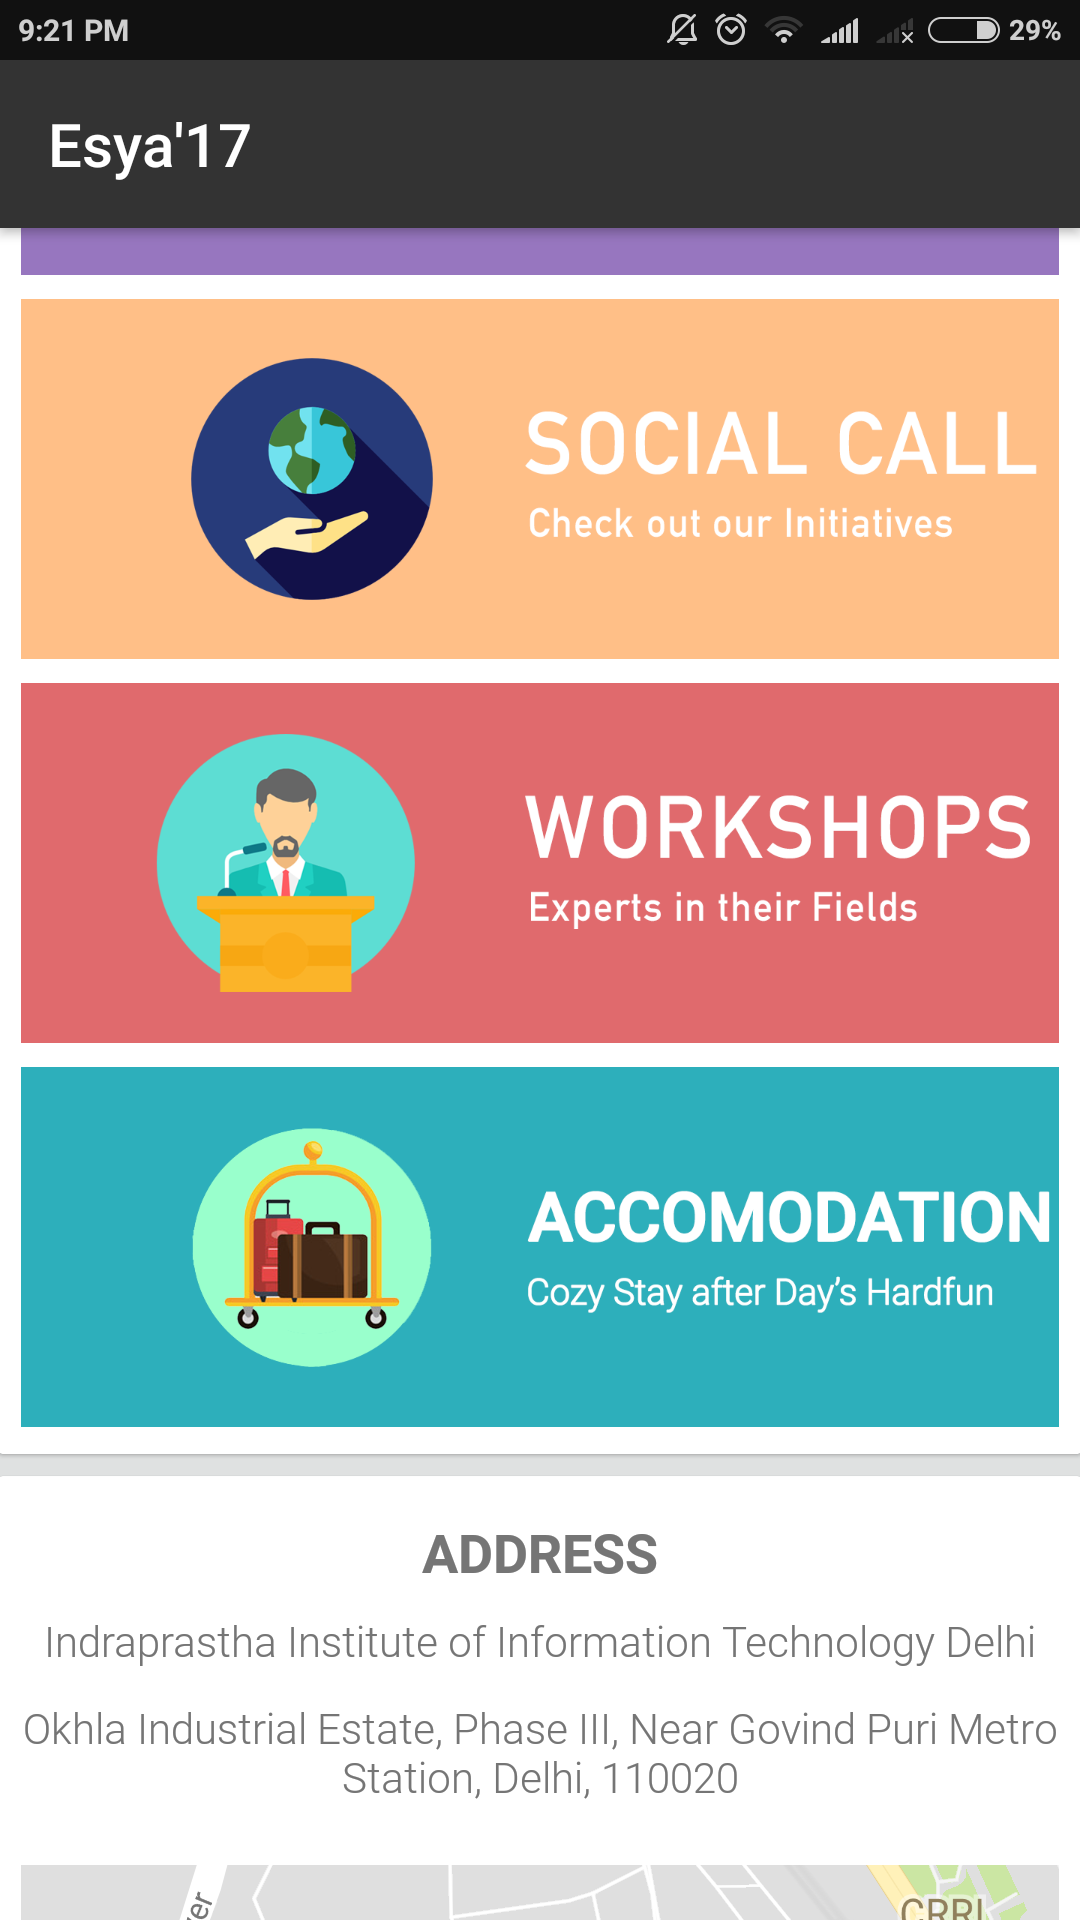 9:21 PM
29%
Esya'17
SOCIAL CALL
Check out our Initiatives
WORKSHOPS
Experts in their Fields
ACCOMODATION
Cozy Stay after Day's Hardfun
ADDRESS
Indraprastha Institute of Information Technology Delhi
Okhla Industrial Estate, Phase III, Near Govind Puri Metro
Station, Delhi, 110020
CRRI